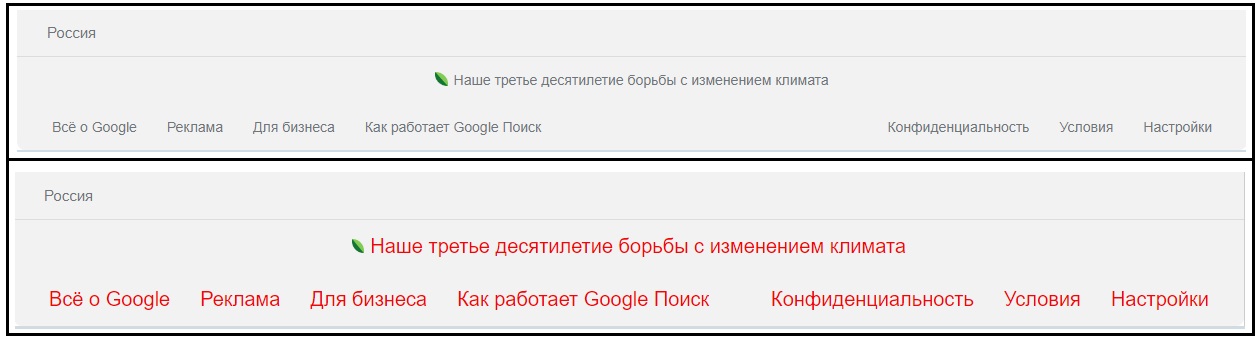 Россия
Наше третье десятилетие борьбы с изменением климата
Всё о Google Реклама Для бизнеса Как работает Google Поиск Конфиденциальность Условия Настройки
Россия
Наше третье десятилетие борьбы с изменением климата
Всё о Google Реклама Для бизнеса Как работает Google Поиск Конфиденциальность Условия Настройки